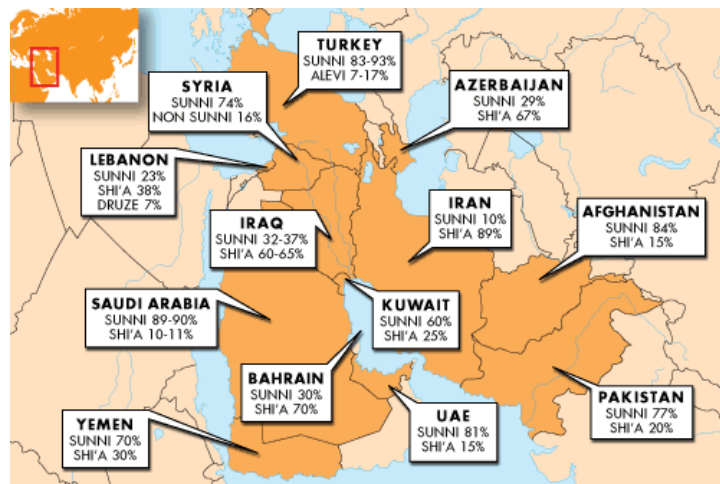 TURKEY
SUNNI 83-93%
ALEVI 7-17%
SYRIA
SUNNI 74%
NON SUNNI 16%
AZERBAIJAN
SUNNI 29%
SHI'A 67%
LEBANON
SUNNI 23%
SHI'A 38%
DRUZE 7%
IRAQ
SUNNI 32-37%
SHI'A 60-65%
IRAN
SUNNI 10%
SHI'A 89%
AFGHANISTAN
SUNNI 84%
SHI'A 15%
SAUDI ARABIA
SUNNI 89-90%
SHI'A 10-11%
KUWAIT
SUNNI 60%
SHI'A 25%
BAHRAIN
SUNNI 30%
SHI'A 70%
PAKISTAN
SUNNI 77%
SHI'A 20%
YEMEN
SUNNI 70%
SHI'A 30%
UAE
SUNNI 81%
SHI'A 15%